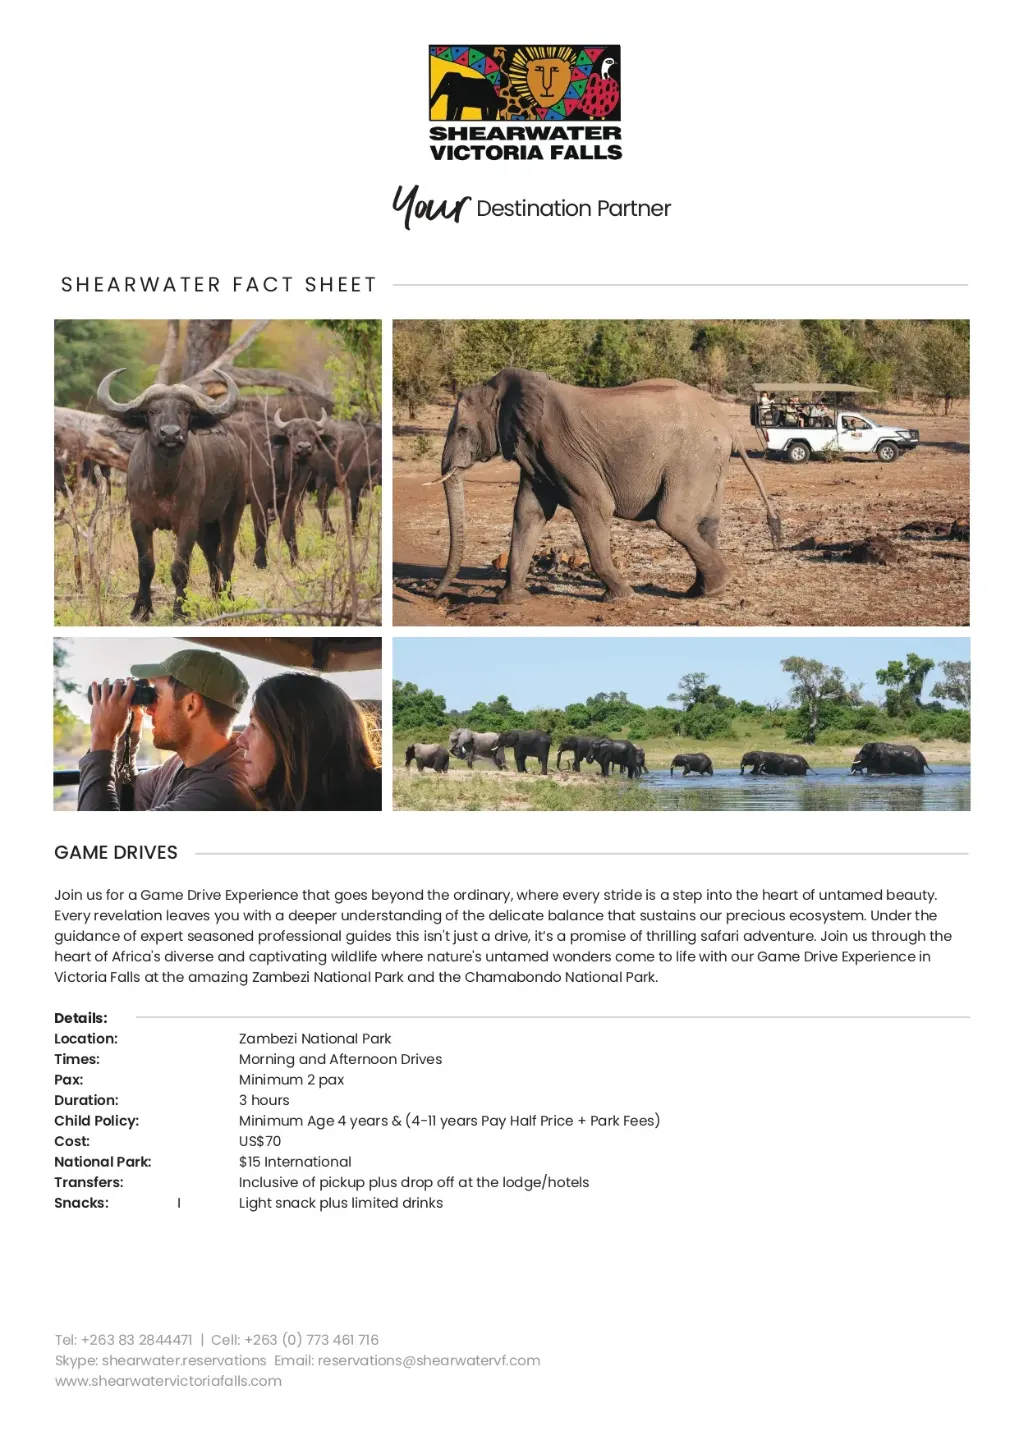 SHEARWATER
VICTORIA FALLS
Your Destination Partner
SHEARWATER FACT SHEET
GAME DRIVES
Join us for a Game Drive Experience that goes beyond the ordinary, where every stride is a step into the heart of untamed beauty.
Every revelation leaves you with a deeper understanding of the delicate balance that sustains our precious ecosystem. Under the
guidance of expert seasoned professional guides this isn't just a drive, it's a promise of thrilling safari adventure. Join us through the
heart of Africa's diverse and captivating wildlife where nature's untamed wonders come to life with our Game Drive Experience in
Victoria Falls at the amazing Zambezi National Park and the Chamabondo National Park.
Details:
Location: Zambezi National Park
Times: Morning and Afternoon Drives
Pax: Minimum 2 pax
Duration: 3 hours
Child Policy: Minimum Age 4 years & (4-11 years Pay Half Price + Park Fees)
Cost: US$70
National Park: $15 International
Transfers: Inclusive of pickup plus drop off at the lodge/hotels
Snacks: I Light snack plus limited drinks
Tel: +263 83 2844471 | Cell: +263 (0) 773 461 716
Skype: shearwater.reservations Email: reservations@shearwatervf.com
www.shearwatervictoriafalls.com